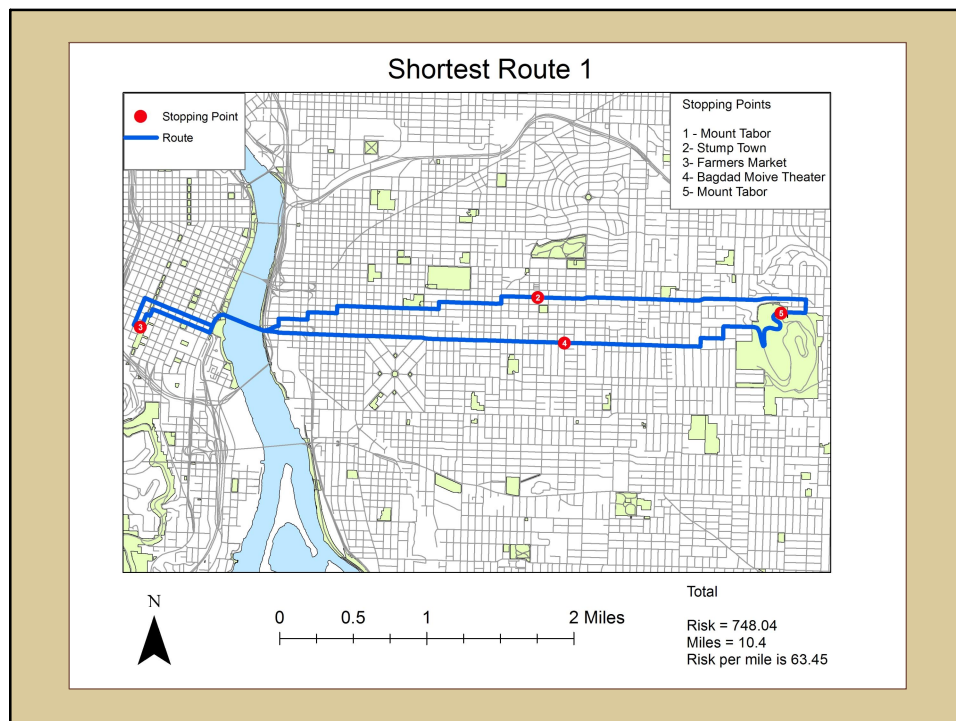 Shortest Route 1
Stopping Point
Route
Stopping Points
1 - Mount Tabor
2- Stump Town
3- Farmers Market
4- Bagdad Moive Theater
5- Mount Tabor
2
3
4
5
N
0 0.5 1 2 Miles
Total
Risk = 748.04
Miles = 10.4
Risk per mile is 63.45